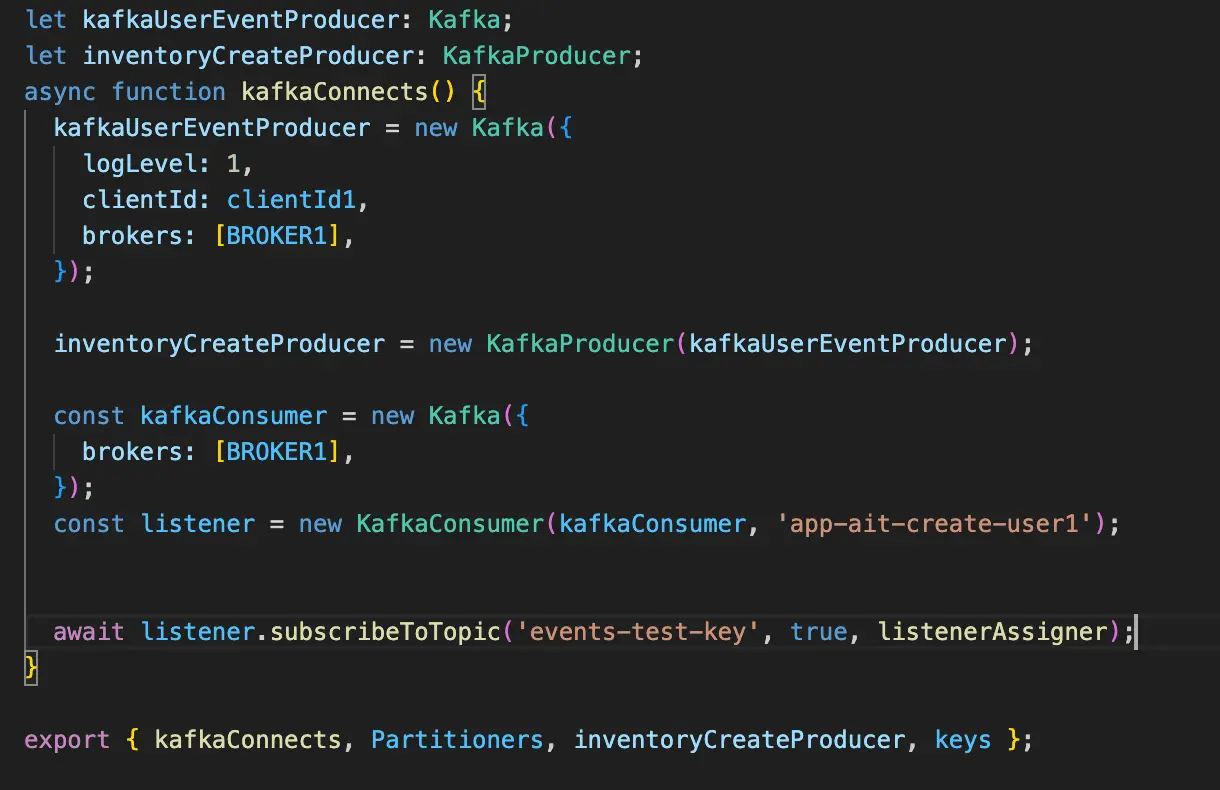 let kafkaUserEventProducer: Kafka;
let inventoryCreateProducer: KafkaProducer;
async function kafkaConnects() {
  kafkaUserEventProducer = new Kafka({
    logLevel: 1,
    clientId: clientId1,
    brokers: [BROKER1],
  });
  inventoryCreateProducer = new KafkaProducer(kafkaUserEventProducer);
  const kafkaConsumer = new Kafka({
    brokers: [BROKER1],
  });
  const listener = new KafkaConsumer(kafkaConsumer, 'app-ait-create-user1');
  await listener.subscribeToTopic('events-test-key', true, listenerAssigner);
}
export { kafkaConnects, Partitioners, inventoryCreateProducer, keys };